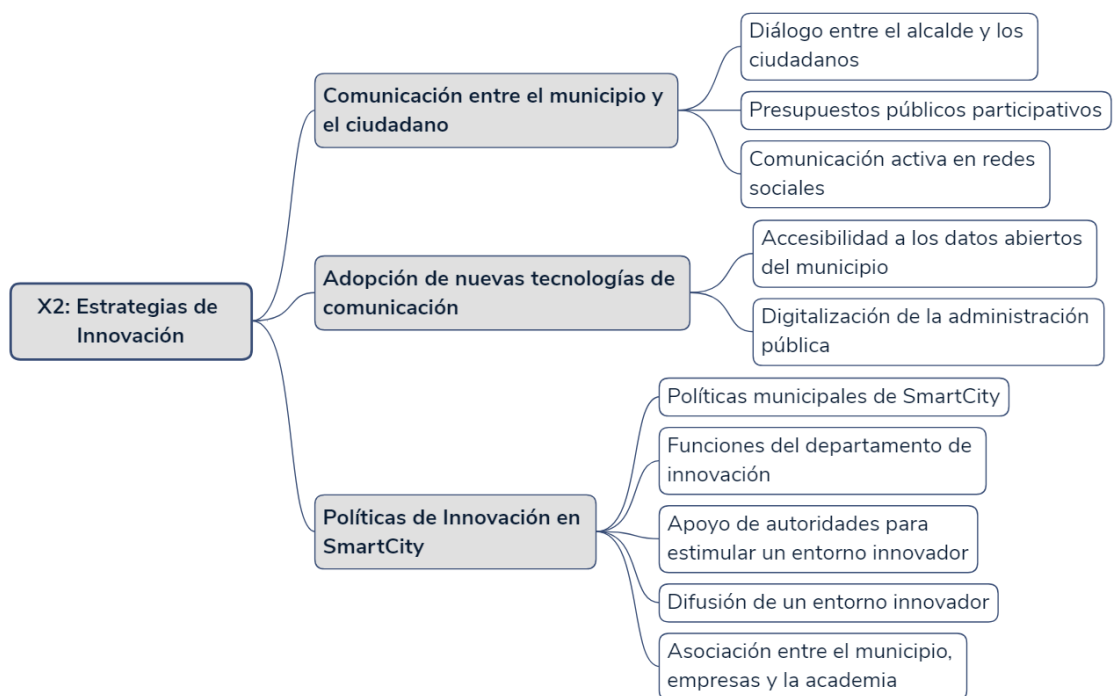 X2: Estrategias de
Innovación
Comunicación entre el municipio y
el ciudadano
Diálogo entre el alcalde y los
ciudadanos
Presupuestos públicos participativos
Comunicación activa en redes
sociales
Adopción de nuevas tecnologías de
comunicación
Accesibilidad a los datos abiertos
del municipio
Digitalización de la administración
pública
Políticas de Innovación en
SmartCity
Políticas municipales de SmartCity
Funciones del departamento de
innovación
Apoyo de autoridades para
estimular un entorno innovador
Difusión de un entorno innovador
Asociación entre el municipio,
empresas y la academia